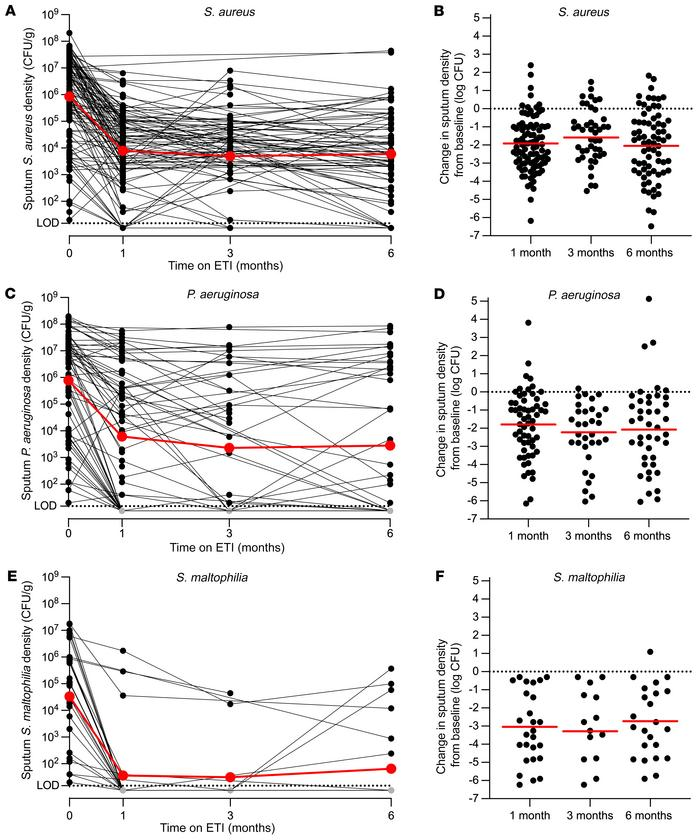 A
S. aureus
Sputum S. aureus density (CFU/g)
10⁹
10⁸
10⁷
10⁶
10⁵
10⁴
10³
10²
LOD
0
1
3
6
Time on ETI (months)
B
S. aureus
Change in sputum density
from baseline (log CFU)
5
4
3
2
1
0
-1
-2
-3
-4
-5
-6
-7
1 month
3 months
6 months
C
P. aeruginosa
Sputum P. aeruginosa density (CFU/g)
10⁹
10⁸
10⁷
10⁶
10⁵
10⁴
10³
10²
LOD
0
1
3
6
Time on ETI (months)
D
P. aeruginosa
Change in sputum density
from baseline (log CFU)
5
4
3
2
1
0
-1
-2
-3
-4
-5
-6
-7
1 month
3 months
6 months
E
S. maltophilia
Sputum S. maltophilia density (CFU/g)
10⁹
10⁸
10⁷
10⁶
10⁵
10⁴
10³
10²
LOD
0
1
3
6
Time on ETI (months)
F
S. maltophilia
Change in sputum density
from baseline (log CFU)
5
4
3
2
1
0
-1
-2
-3
-4
-5
-6
-7
1 month
3 months
6 months